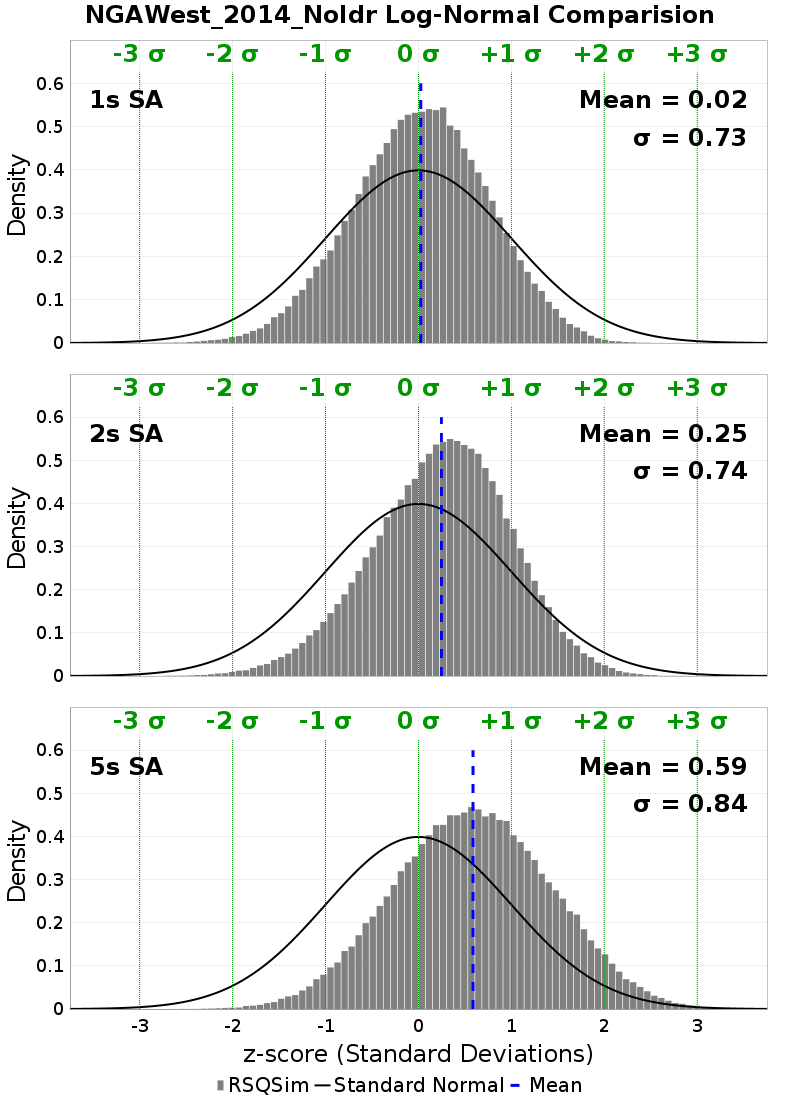 NGAWest_2014_NoIdr Log-Normal Comparision
-3 σ -2 σ -1 σ 0 σ +1 σ +2 σ +3 σ
0.6
1s SA
Mean = 0.02
0.5
σ = 0.73
0.4
0.3
0.2
0.1
0
Density
-3 σ -2 σ -1 σ 0 σ +1 σ +2 σ +3 σ
0.6
2s SA
Mean = 0.25
0.5
σ = 0.74
0.4
0.3
0.2
0.1
0
Density
-3 σ -2 σ -1 σ 0 σ +1 σ +2 σ +3 σ
0.6
5s SA
Mean = 0.59
0.5
σ = 0.84
0.4
0.3
0.2
0.1
0
Density
-3 -2 -1 0 1 2 3
z-score (Standard Deviations)
RSQSim Standard Normal Mean